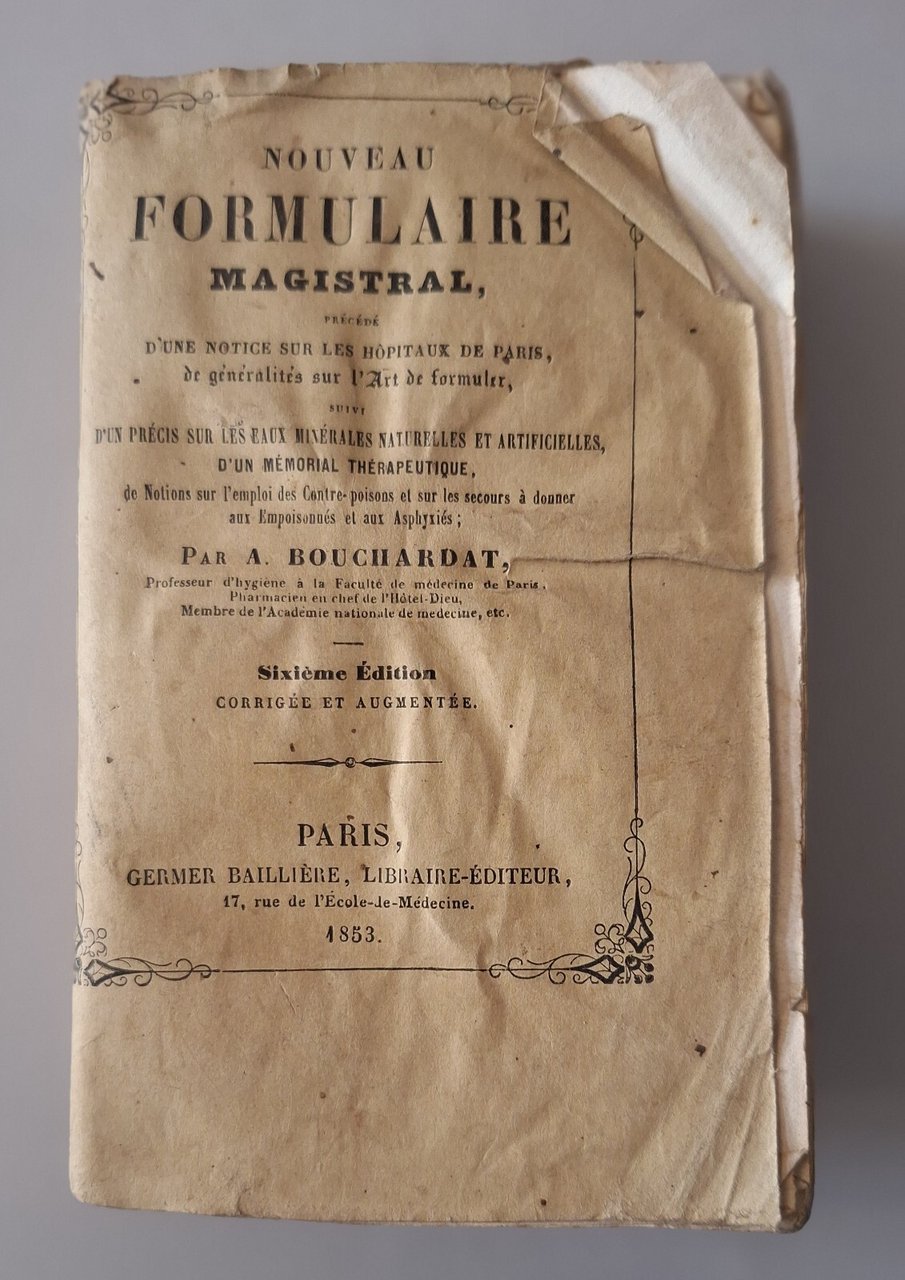 NOUVEAU
FORMULAIRE
MAGISTRAL,
PRÉCÉDÉ
D'UNE NOTICE SUR LES HÔPITAUX DE PARIS,
de généralités sur l'Art de formuler,
SUIVI
D'UN PRÉCIS SUR LES EAUX MINÉRALES NATURELLES ET ARTIFICIELLES,
D'UN MÉMORIAL THÉRAPEUTIQUE,
de Notions sur l'emploi des Contre-poisons et sur les secours à donner
aux Empoisonnés et aux Asphyxiés;
PAR A. BOUCHARDAT,
Professeur d'hygiène à la Faculté de médecine de Paris,
Pharmacien en chef de l'Hôtel-Dieu,
Membre de l'Académie nationale de medecine, etc.
Sixième Édition
CORRIGÉE ET AUGMENTÉE.
PARIS,
GERMER BAILLIÈRE, LIBRAIRE-ÉDITEUR,
17, rue de l'École-de-Médecine.
1853.